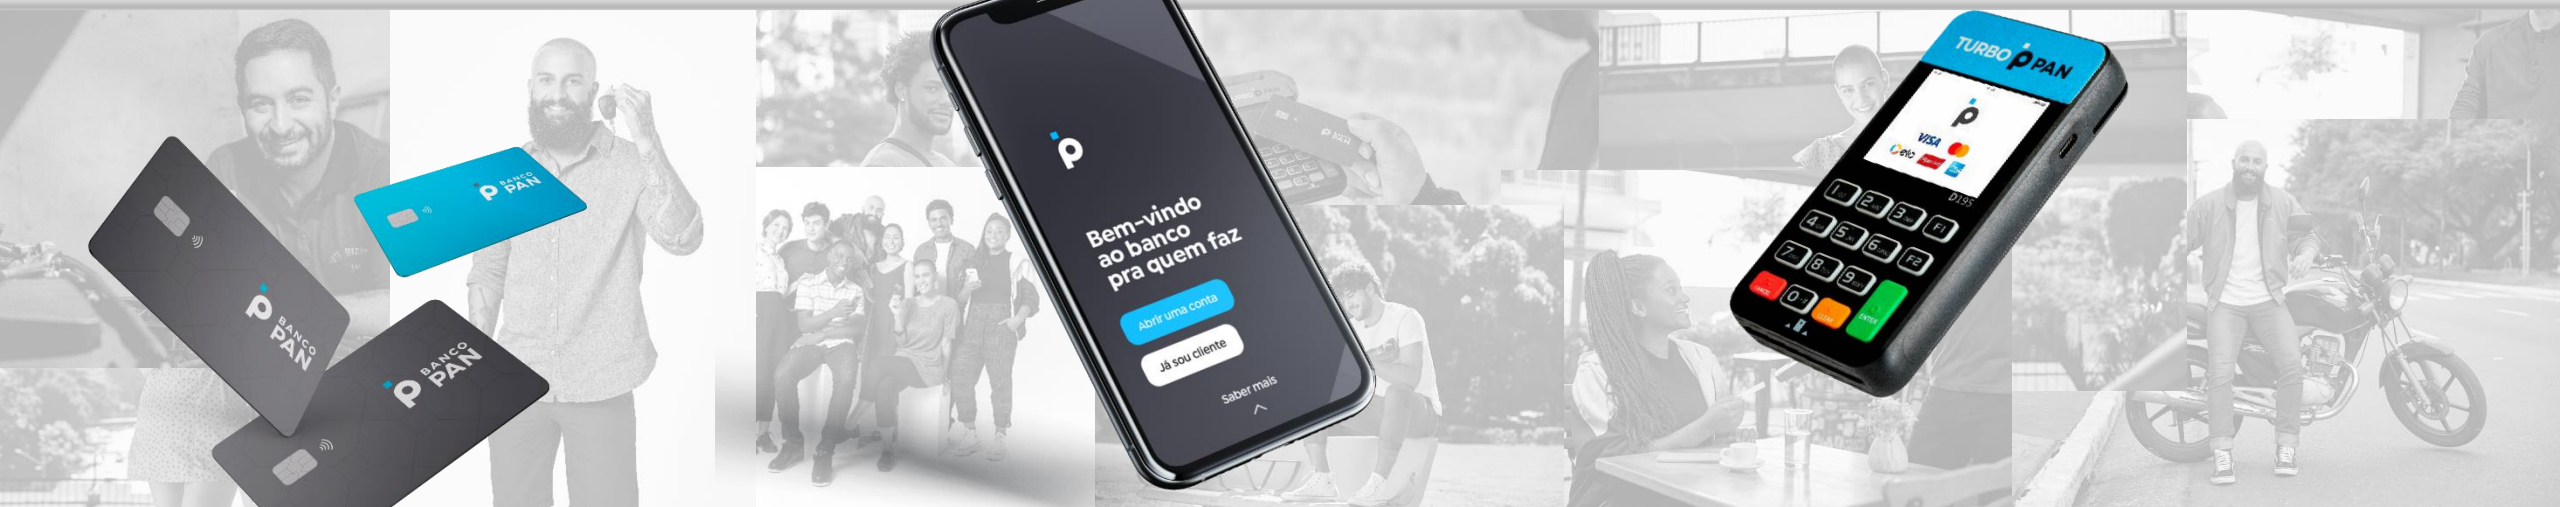 BANCO
PAN
BANCO
PAN
BANCO
PAN
Bem-vindo
ao banco
pra quem faz
Abrir uma conta
Já sou cliente
Saber mais
TURBO PAN
VISA
elo
D195
1 2 3 F1
4 5 6 F2
7 8 9
0
ENTER